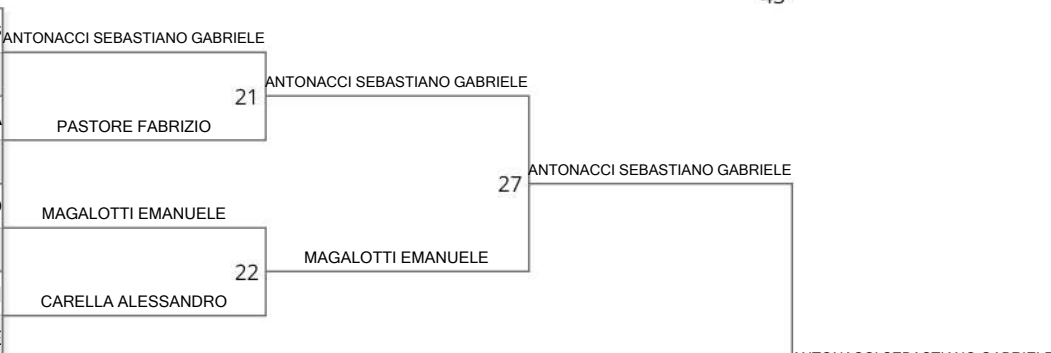 ANTONACCI SEBASTIANO GABRIELE
ANTONACCI SEBASTIANO GABRIELE
21
PASTORE FABRIZIO
ANTONACCI SEBASTIANO GABRIELE
27
MAGALOTTI EMANUELE
MAGALOTTI EMANUELE
22
CARELLA ALESSANDRO